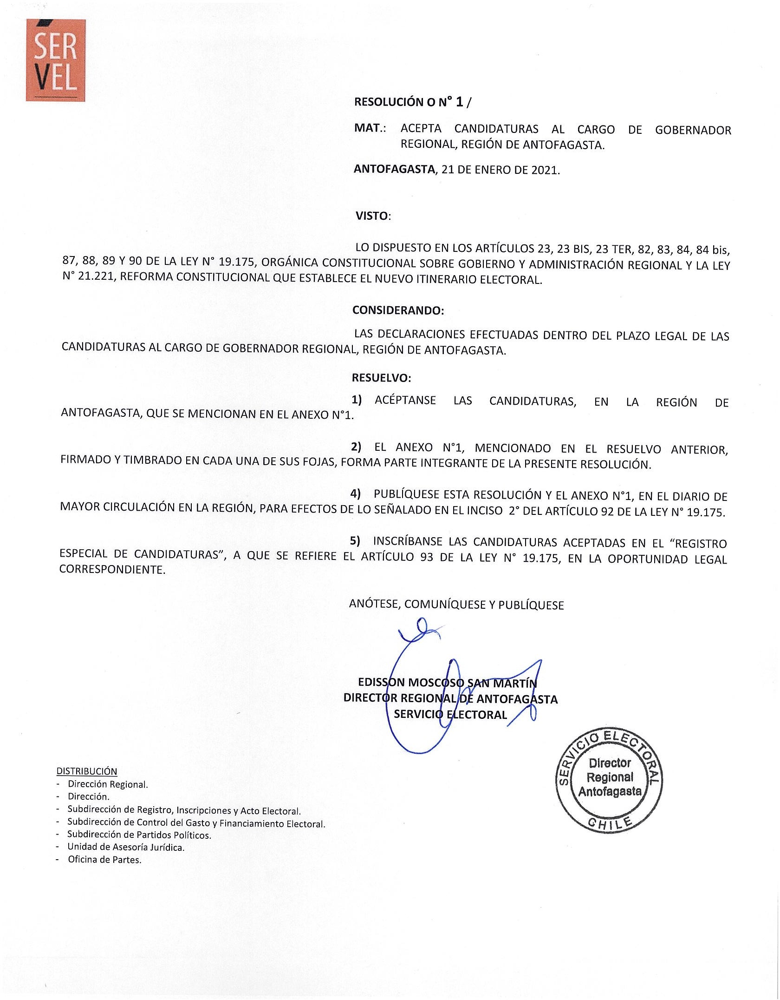 SER
VEL
RESOLUCIÓN O N° 1 /
MAT.: ACEPTA CANDIDATURAS AL CARGO DE GOBERNADOR
REGIONAL, REGIÓN DE ANTOFAGASTA.
ANTOFAGASTA, 21 DE ENERO DE 2021.
VISTO:
LO DISPUESTO EN LOS ARTÍCULOS 23, 23 BIS, 23 TER, 82, 83, 84, 84 bis,
87, 88, 89 Y 90 DE LA LEY N° 19.175, ORGÁNICA CONSTITUCIONAL SOBRE GOBIERNO Y ADMINISTRACIÓN REGIONAL Y LA LEY
N° 21.221, REFORMA CONSTITUCIONAL QUE ESTABLECE EL NUEVO ITINERARIO ELECTORAL.
CONSIDERANDO:
LAS DECLARACIONES EFECTUADAS DENTRO DEL PLAZO LEGAL DE LAS
CANDIDATURAS AL CARGO DE GOBERNADOR REGIONAL, REGIÓN DE ANTOFAGASTA.
RESUELVO:
1) ACÉPTANSE LAS CANDIDATURAS, EN LA REGIÓN DE
ANTOFAGASTA, QUE SE MENCIONAN EN EL ANEXO N°1.
2) EL ANEXO N°1, MENCIONADO EN EL RESUELVO ANTERIOR,
FIRMADO Y TIMBRADO EN CADA UNA DE SUS FOJAS, FORMA PARTE INTEGRANTE DE LA PRESENTE RESOLUCIÓN.
4) PUBLÍQUESE ESTA RESOLUCIÓN Y EL ANEXO N°1, EN EL DIARIO DE
MAYOR CIRCULACIÓN EN LA REGIÓN, PARA EFECTOS DE LO SEÑALADO EN EL INCISO 2° DEL ARTÍCULO 92 DE LA LEY N° 19.175.
5) INSCRÍBANSE LAS CANDIDATURAS ACEPTADAS EN EL “REGISTRO
ESPECIAL DE CANDIDATURAS”, A QUE SE REFIERE EL ARTÍCULO 93 DE LA LEY N° 19.175, EN LA OPORTUNIDAD LEGAL
CORRESPONDIENTE.
ANÓTESE, COMUNÍQUESE Y PUBLÍQUESE
EDISSON MOSCOSO SAN MARTÍN
DIRECTOR REGIONAL DE ANTOFAGASTA
SERVICIO ELECTORAL
SERVICIO ELECTORAL
Director
Regional
Antofagasta
CHILE
DISTRIBUCIÓN
- Dirección Regional.
- Dirección.
- Subdirección de Registro, Inscripciones y Acto Electoral.
- Subdirección de Control del Gasto y Financiamiento Electoral.
- Subdirección de Partidos Políticos.
- Unidad de Asesoría Jurídica.
- Oficina de Partes.